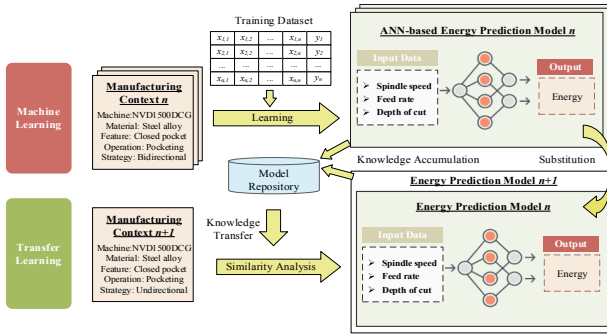 Training Dataset
x1,1 x1,2 ... x1,n y1
x2,1 x2,2 ... x2,n y2
... ... ... ... ...
xn,1 xn,2 ... xn,n yn
Machine
Learning
Manufacturing
Context n
Machine:NVD1500DCG
Material: Steel alloy
Feature: Closed pocket
Operation: Pocketing
Strategy: Bidirectional
Learning
ANN-based Energy Prediction Model n
Input Data
➤ Spindle speed
➤ Feed rate
➤ Depth of cut
Output
Energy
Model
Repository
Knowledge Accumulation
Substitution
Transfer
Learning
Manufacturing
Context n+1
Machine:NVD1500DCG
Material: Steel alloy
Feature: Closed pocket
Operation: Pocketing
Strategy: Undirectional
Knowledge
Transfer
Similarity Analysis
Energy Prediction Model n+1
Energy Prediction Model n
Input Data
➤ Spindle speed
➤ Feed rate
➤ Depth of cut
Output
Energy